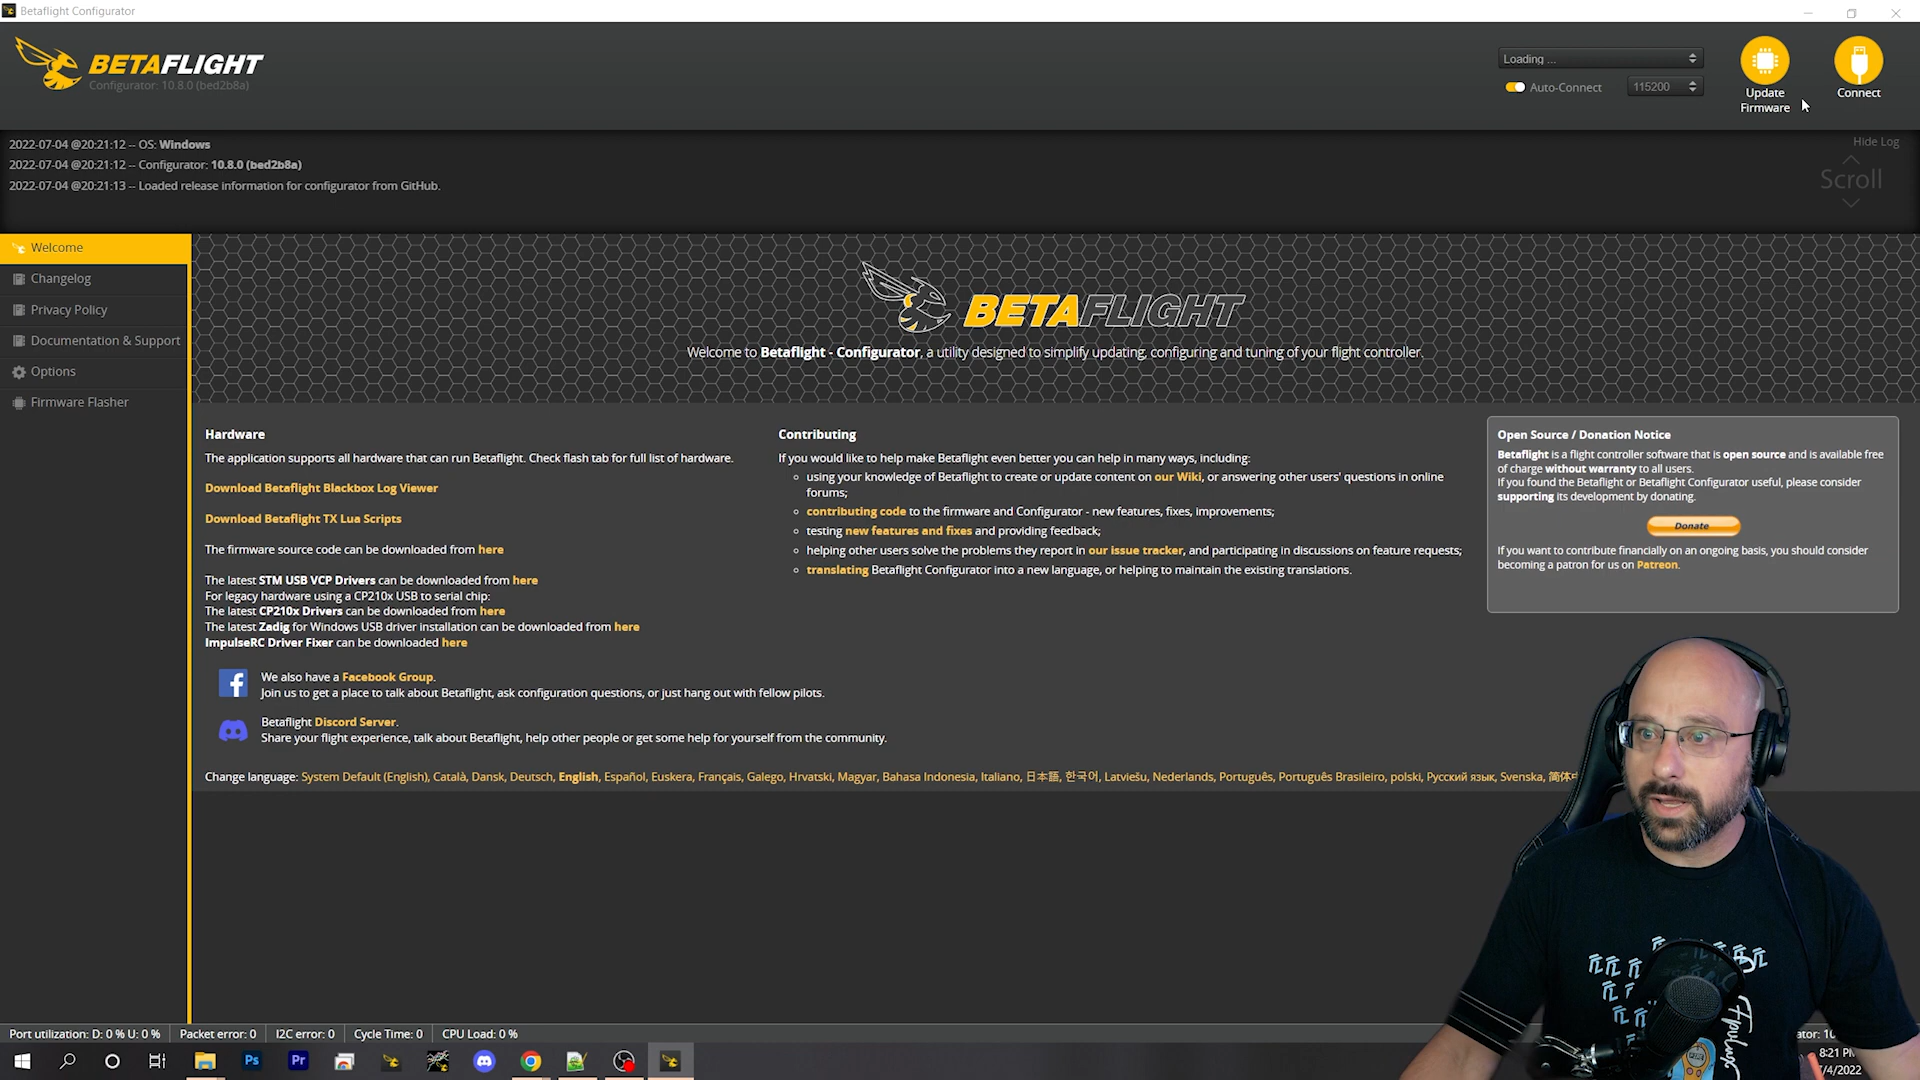 Betaflight Configurator
BETAFLIGHT
Configurator: 10.8.0 (bed2b8a)
Loading ...
Auto-Connect
115200
Update
Firmware
Connect
2022-07-04 @20:21:12 -- OS: Windows
2022-07-04 @20:21:12 -- Configurator: 10.8.0 (bed2b8a)
2022-07-04 @20:21:13 -- Loaded release information for configurator from GitHub.
Hide Log
Scroll
Welcome
Changelog
Privacy Policy
Documentation & Support
Options
Firmware Flasher
BETAFLIGHT
Welcome to Betaflight - Configurator, a utility designed to simplify updating, configuring and tuning of your flight controller.
Hardware
The application supports all hardware that can run Betaflight. Check flash tab for full list of hardware.
Download Betaflight Blackbox Log Viewer
Download Betaflight TX Lua Scripts
The firmware source code can be downloaded from here
The latest STM USB VCP Drivers can be downloaded from here
For legacy hardware using a CP210x USB to serial chip:
The latest CP210x Drivers can be downloaded from here
The latest Zadig for Windows USB driver installation can be downloaded from here
ImpulseRC Driver Fixer can be downloaded here
We also have a Facebook Group.
Join us to get a place to talk about Betaflight, ask configuration questions, or just hang out with fellow pilots.
Betaflight Discord Server.
Share your flight experience, talk about Betaflight, help other people or get some help for yourself from the community.
Contributing
If you would like to help make Betaflight even better you can help in many ways, including:
using your knowledge of Betaflight to create or update content on our Wiki, or answering other users' questions in online
forums;
contributing code to the firmware and Configurator - new features, fixes, improvements;
testing new features and fixes and providing feedback;
helping other users solve the problems they report in our issue tracker, and participating in discussions on feature requests;
translating Betaflight Configurator into a new language, or helping to maintain the existing translations.
Open Source / Donation Notice
Betaflight is a flight controller software that is open source and is available free
of charge without warranty to all users.
If you found the Betaflight or Betaflight Configurator useful, please consider
supporting its development by donating.
Donate
If you want to contribute financially on an ongoing basis, you should consider
becoming a patron for us on Patreon.
Change language: System Default (English), Català, Dansk, Deutsch, English, Español, Euskera, Français, Galego, Hrvatski, Magyar, Bahasa Indonesia, Italiano, 日本語, 한국어, Latviešu, Nederlands, Português, Português Brasileiro, polski, Русский язык, Svenska, 简体
Port utilization: D: 0 % U: 0 %
Packet error: 0
I2C error: 0
Cycle Time: 0
CPU Load: 0 %
Ps
Pr
8:21 P
/4/2022